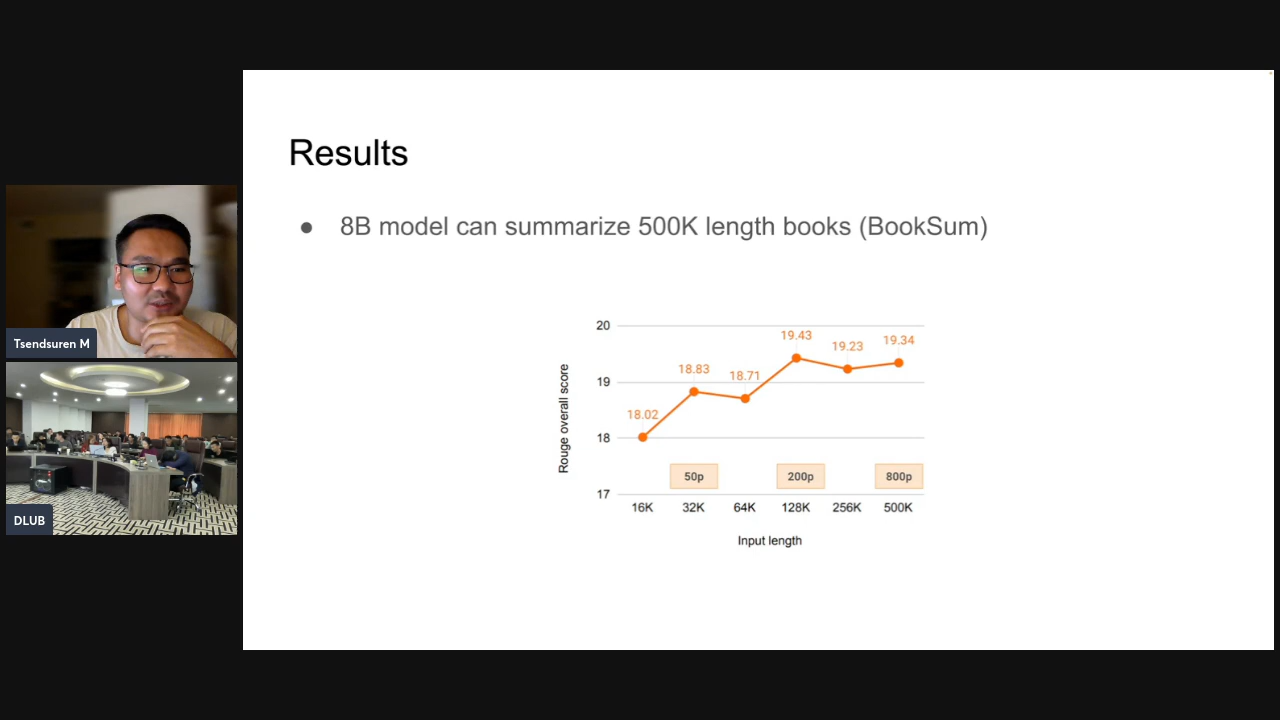 Results
● 8B model can summarize 500K length books (BookSum)
Rouge overall score
20
19
18
17
18.02
18.83
18.71
19.43
19.23
19.34
50p
200p
800p
16K
32K
64K
128K
256K
500K
Input length
Tsendsuren M
DLUB